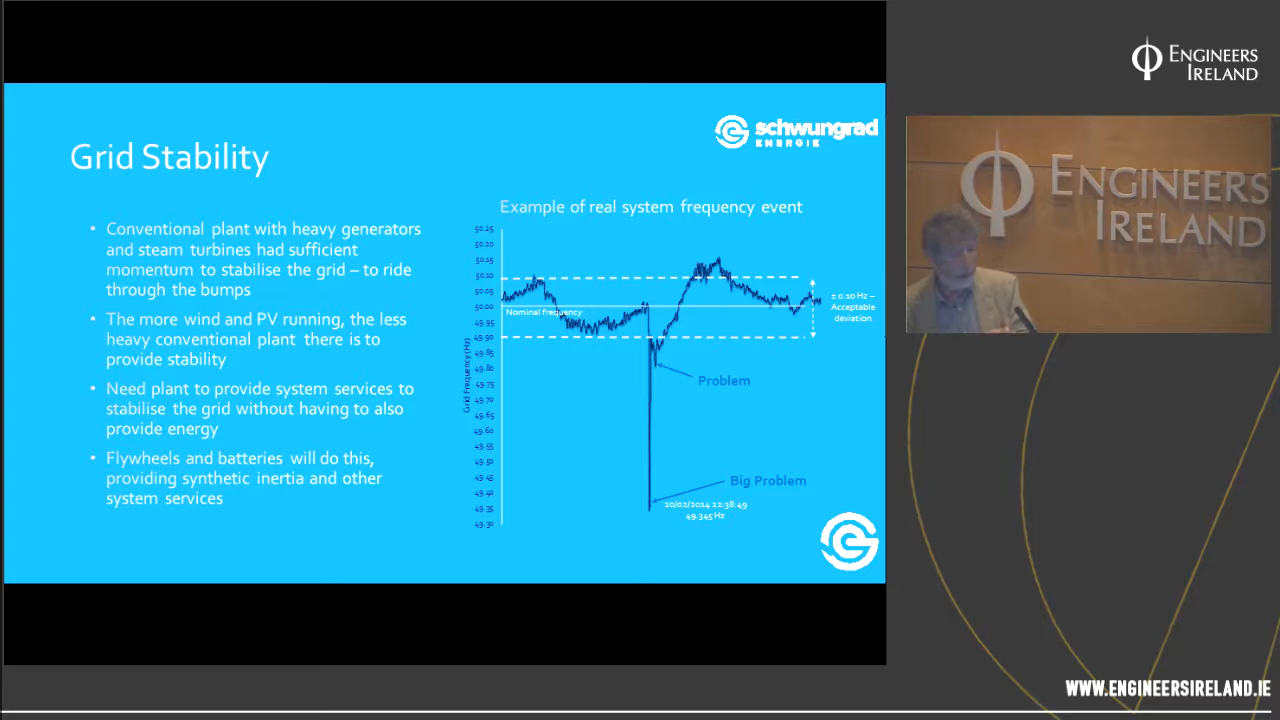 ENGINEERS
IRELAND
schwungrad
ENERGIE
Grid Stability
• Conventional plant with heavy generators
and steam turbines had sufficient
momentum to stabilise the grid – to ride
through the bumps
• The more wind and PV running, the less
heavy conventional plant there is to
provide stability
• Need plant to provide system services to
stabilise the grid without having to also
provide energy
• Flywheels and batteries will do this,
providing synthetic inertia and other
system services
Example of real system frequency event
Grid Frequency (Hz)
50.25
50.20
50.15
50.10
50.05
50.00
49.95
49.90
49.85
49.80
49.75
49.70
49.65
49.60
49.55
49.50
49.45
49.40
49.35
49.30
Nominal frequency
± 0.10 Hz –
Acceptable
deviation
Problem
Big Problem
20/02/2014 22:38:49
49.345 Hz
ENGINEERS
IRELAND
WWW.ENGINEERSIRELAND.IE